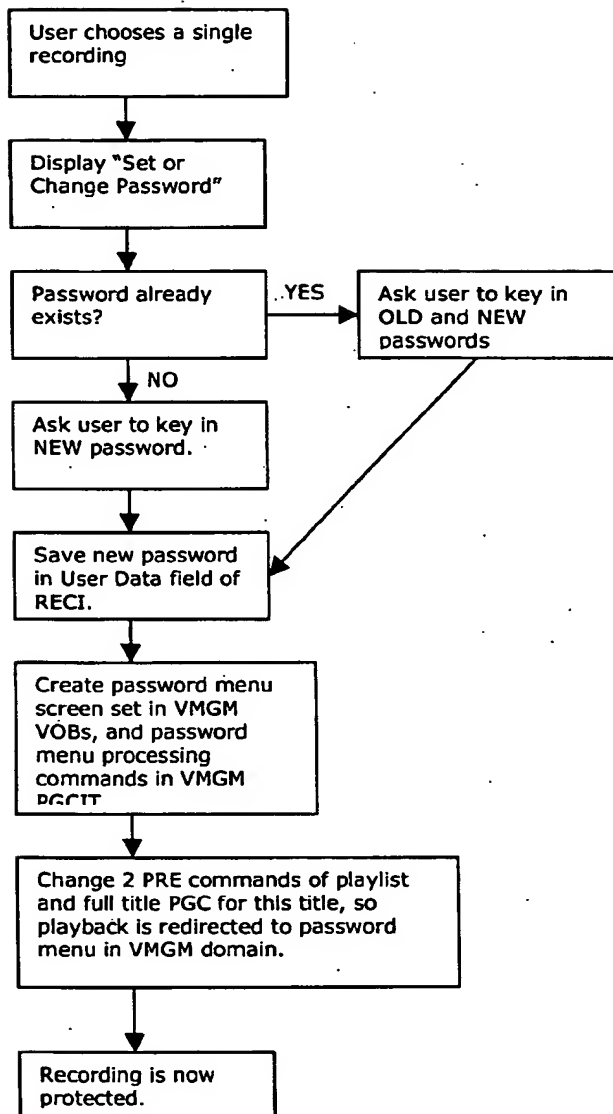 User chooses a single
recording
Display "Set or
Change Password"
Password already
exists?
YES
Ask user to key in
OLD and NEW
passwords
NO
Ask user to key in
NEW password.
Save new password
in User Data field of
RECI.
Create password menu
screen set in VMGM
VOBs, and password
menu processing
commands in VMGM
PGCIT
Change 2 PRE commands of playlist
and full title PGC for this title, so
playback is redirected to password
menu in VMGM domain.
Recording is now
protected.